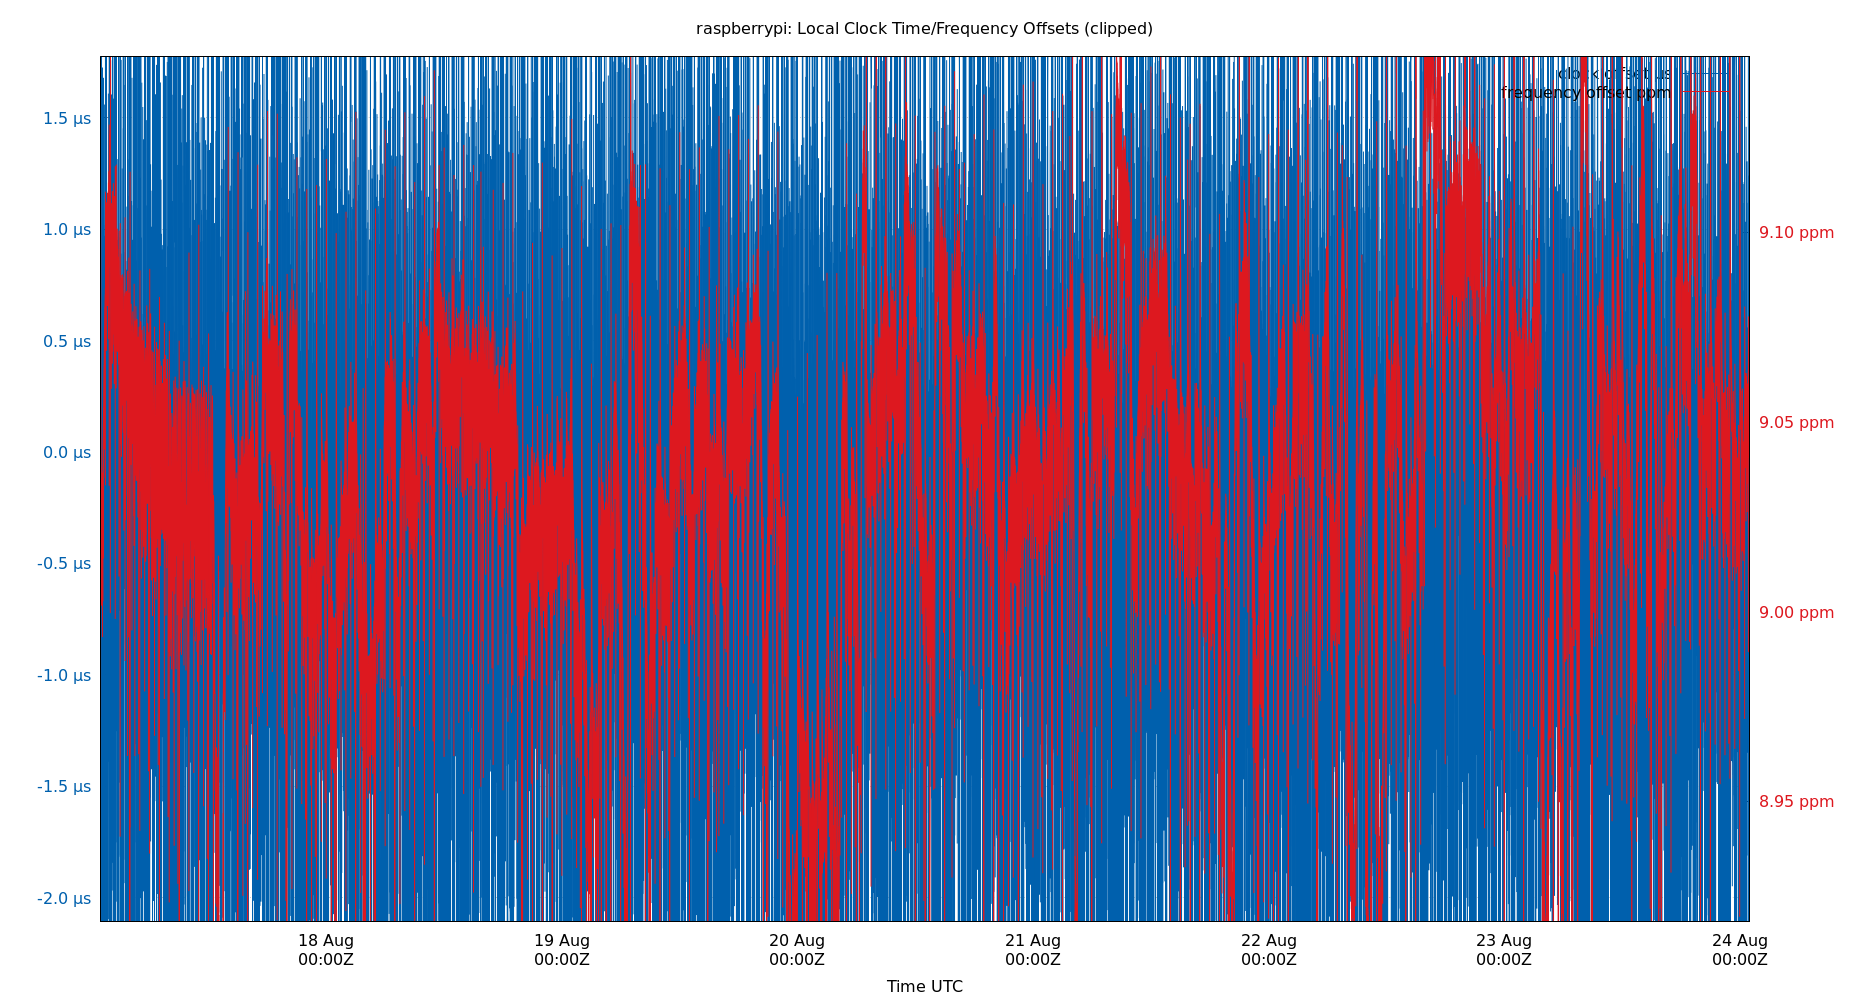 raspberrypi: Local Clock Time/Frequency Offsets (clipped)
clock offset µs
frequency offset ppm
1.5 µs
1.0 µs
0.5 µs
0.0 µs
-0.5 µs
-1.0 µs
-1.5 µs
-2.0 µs
9.10 ppm
9.05 ppm
9.00 ppm
8.95 ppm
18 Aug
00:00Z
19 Aug
00:00Z
20 Aug
00:00Z
21 Aug
00:00Z
22 Aug
00:00Z
23 Aug
00:00Z
24 Aug
00:00Z
Time UTC